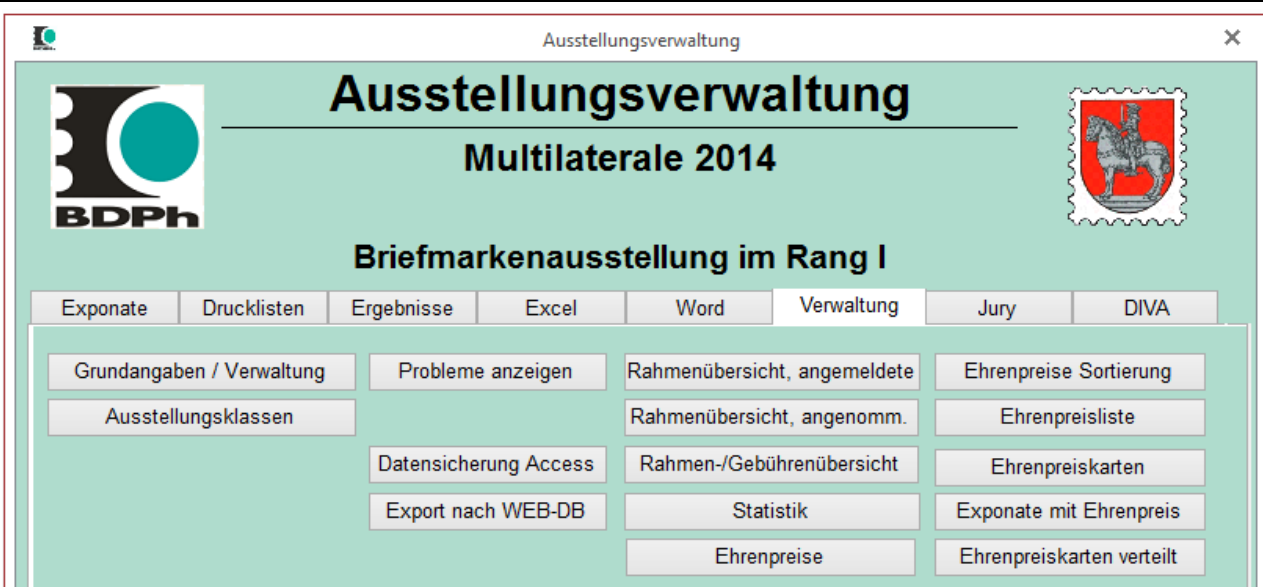 Ausstellungsverwaltung
Ausstellungsverwaltung
Multilaterale 2014
BDPh
Briefmarkenausstellung im Rang I
Exponate Drucklisten Ergebnisse Excel Word Verwaltung Jury DIVA
Grundangaben / Verwaltung Probleme anzeigen Rahmenübersicht, angemeldete Ehrenpreise Sortierung
Ausstellungsklassen Rahmenübersicht, angenomm. Ehrenpreisliste
Datensicherung Access Rahmen-/Gebührenübersicht Ehrenpreiskarten
Export nach WEB-DB Statistik Exponate mit Ehrenpreis
Ehrenpreise Ehrenpreiskarten verteilt